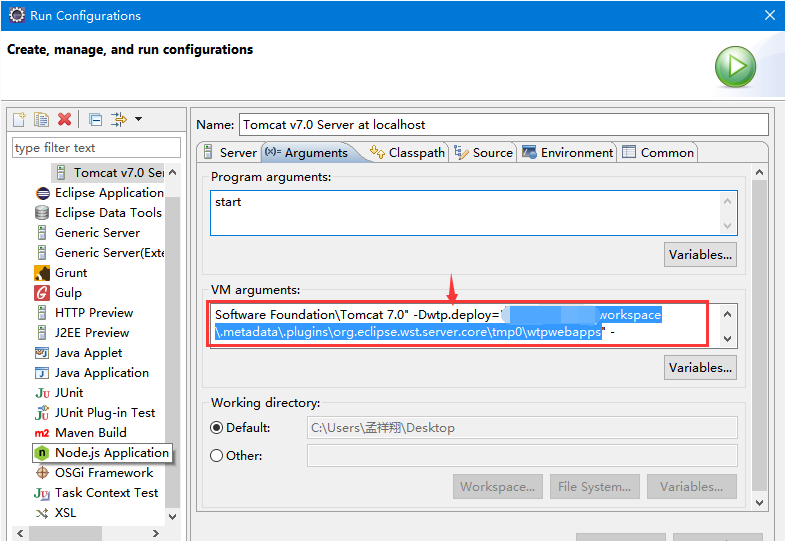 Run Configurations
Create, manage, and run configurations
type filter text
Tomcat v7.0 Ser
Eclipse Application
Eclipse Data Tools
Generic Server
Generic Server(Exte
Grunt
Gulp
HTTP Preview
J2EE Preview
Java Applet
Java Application
JUnit
JUnit Plug-in Test
Maven Build
Node.js Application
OSGi Framework
Task Context Test
XSL
Name: Tomcat v7.0 Server at localhost
Server (x)= Arguments Classpath Source Environment Common
Program arguments:
start
Variables...
VM arguments:
Software Foundation\Tomcat 7.0" -Dwtp.deploy=" workspace
\.metadata\.plugins\org.eclipse.wst.server.core\tmp0\wtpwebapps" -
Variables...
Working directory:
Default: C:\Users\孟祥翔\Desktop
Other:
Workspace... File System... Variables...